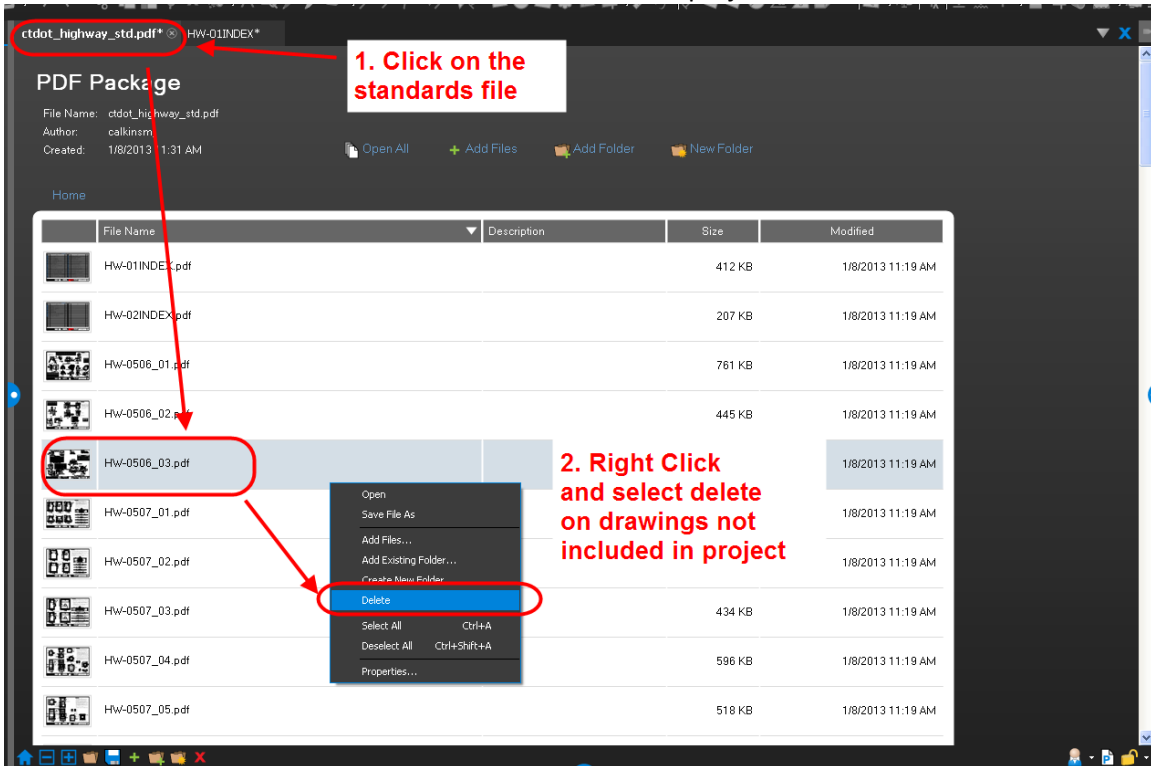 ctdot_highway_std.pdf* HW-01INDEX*
1. Click on the
standards file
PDF Package
File Name: ctdot_highway_std.pdf
Author: calkinsm
Created: 1/8/2013 11:31 AM
Open All Add Files Add Folder New Folder
Home
File Name Description Size Modified
HW-01INDEX.pdf 412 KB 1/8/2013 11:19 AM
HW-02INDEX.pdf 207 KB 1/8/2013 11:19 AM
HW-0506_01.pdf 761 KB 1/8/2013 11:19 AM
HW-0506_02.pdf 445 KB 1/8/2013 11:19 AM
HW-0506_03.pdf 1/8/2013 11:19 AM
2. Right Click
and select delete
on drawings not
included in project
Open
Save File As
Add Files...
Add Existing Folder...
Create New Folder
Delete
Select All Ctrl+A
Deselect All Ctrl+Shift+A
Properties...
HW-0507_01.pdf 1/8/2013 11:19 AM
HW-0507_02.pdf 1/8/2013 11:19 AM
HW-0507_03.pdf 434 KB 1/8/2013 11:19 AM
HW-0507_04.pdf 596 KB 1/8/2013 11:19 AM
HW-0507_05.pdf 518 KB 1/8/2013 11:19 AM